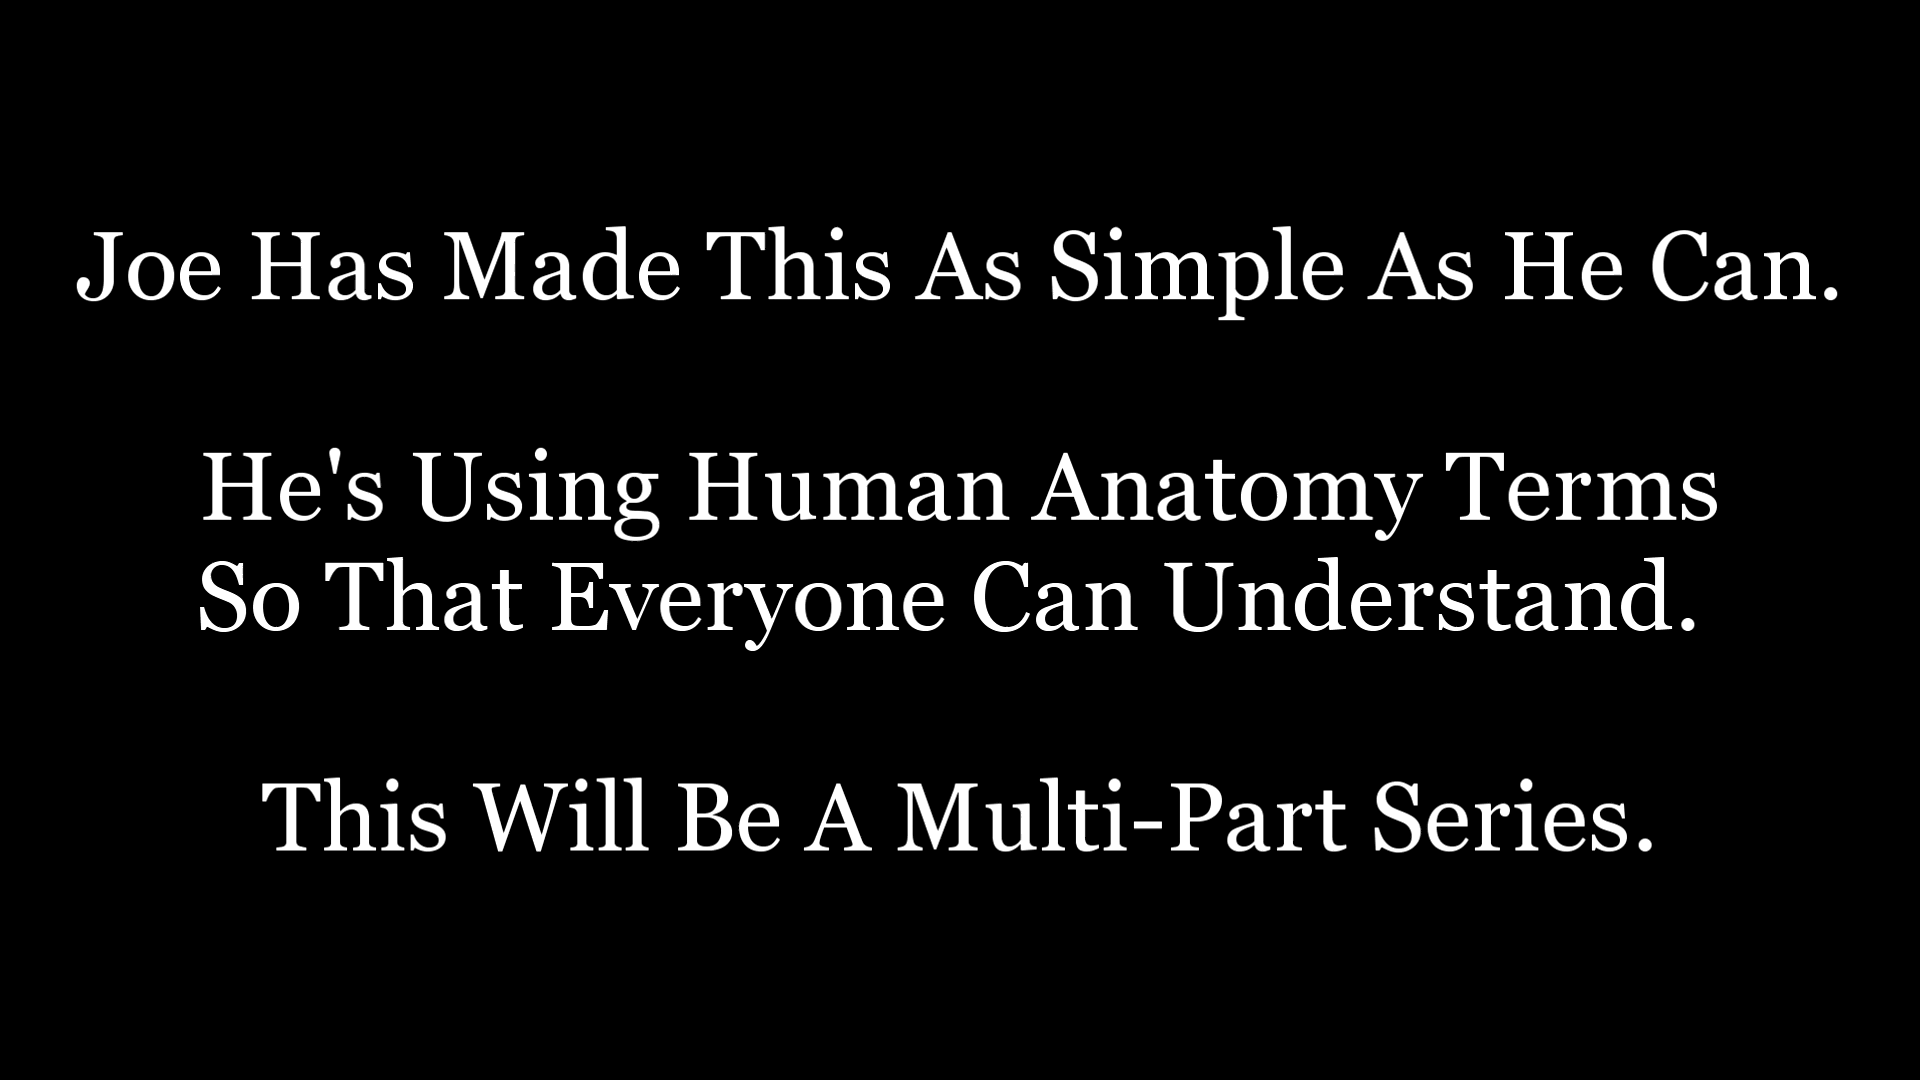 Joe Has Made This As Simple As He Can.
He's Using Human Anatomy Terms
So That Everyone Can Understand.
This Will Be A Multi-Part Series.